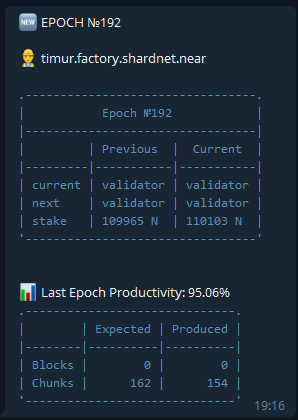 🆕 EPOCH №192
👷 timur.factory.shardnet.near
.---------------------------------.
|           Epoch №192            |
|---------------------------------|
|         | Previous  |  Current  |
|---------|-----------|-----------|
| current | validator | validator |
| next    | validator | validator |
| stake   | 109965 N  | 110103 N  |
'---------------------------------'
📊 Last Epoch Productivity: 95.06%
.------------------------------.
|        | Expected | Produced |
|--------|----------|----------|
| Blocks |        0 |        0 |
| Chunks |      162 |      154 |
'------------------------------'
19:16